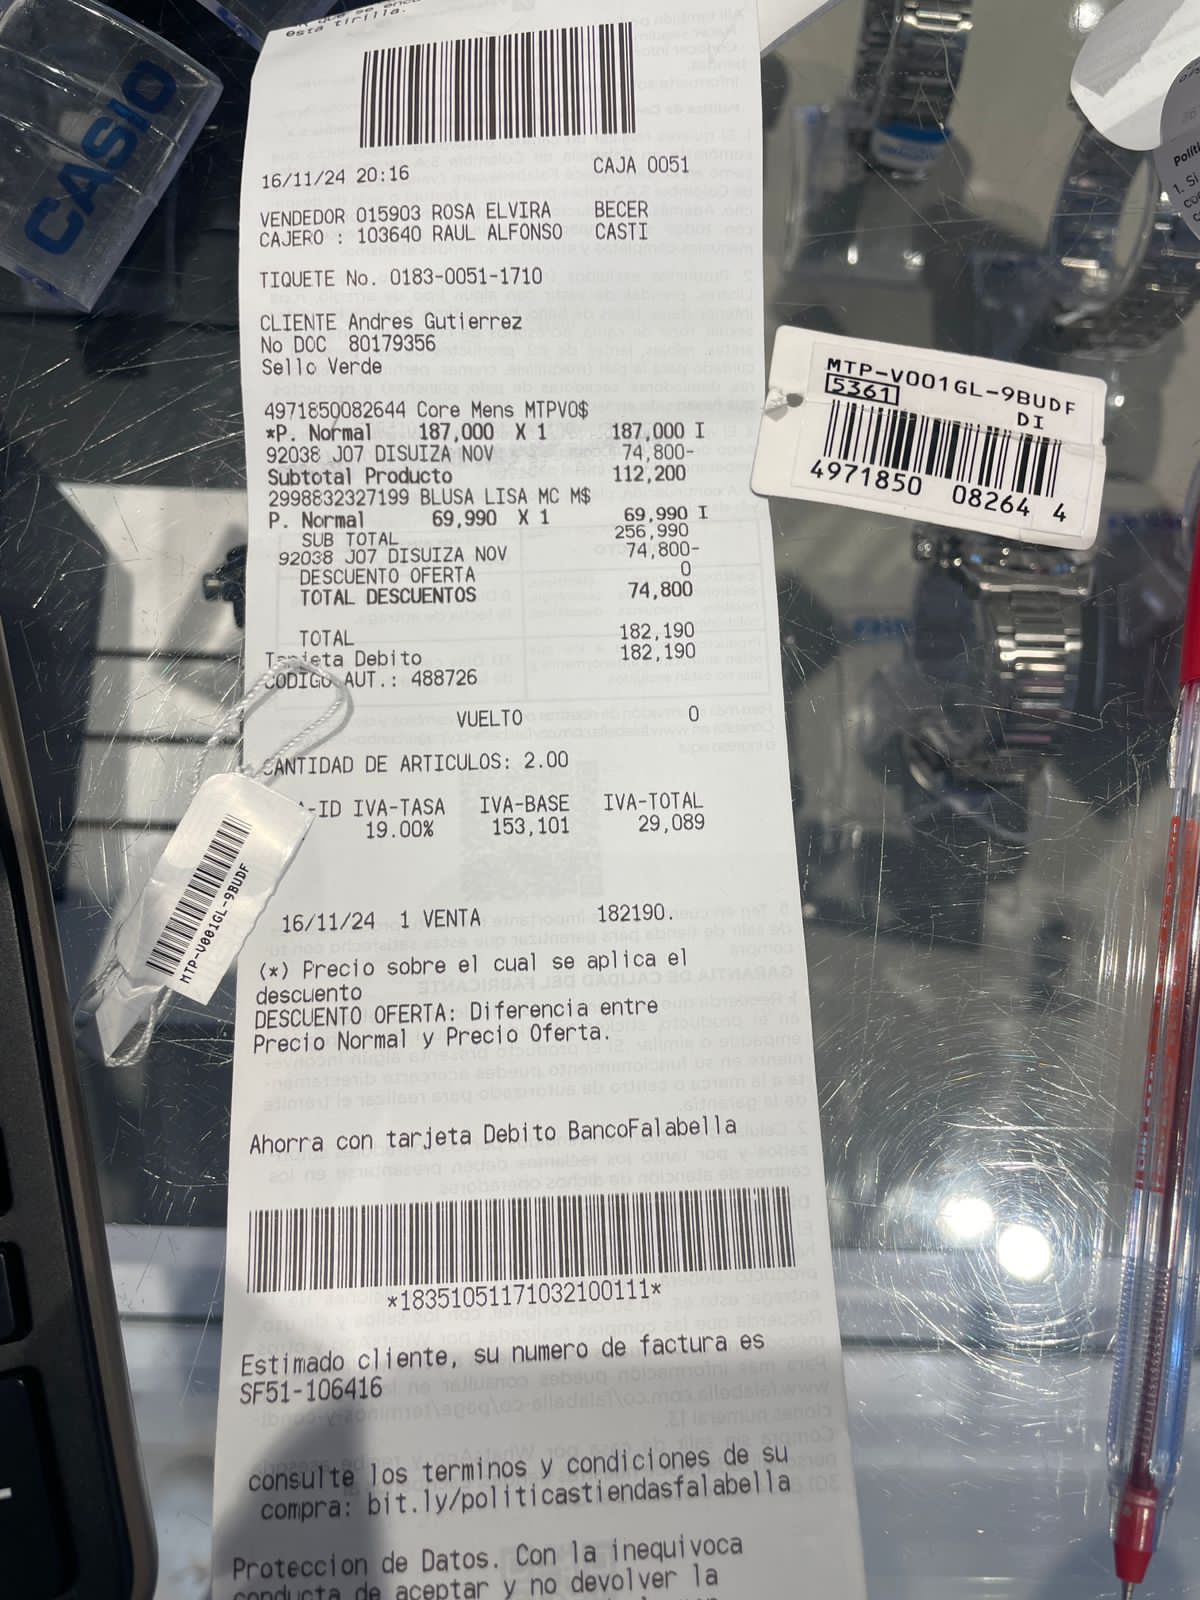 esta tirilla.
16/11/24 20:16 CAJA 0051
VENDEDOR 015903 ROSA ELVIRA BECER
CAJERO : 103640 RAUL ALFONSO CASTI
TIQUETE No. 0183-0051-1710
CLIENTE Andres Gutierrez
No DOC 80179356
Sello Verde
4971850082644 Core Mens MTPV0$
*P. Normal 187,000 X 1 187,000 I
92038 J07 DISUIZA NOV 74,800-
Subtotal Producto 112,200
2998832327199 BLUSA LISA MC M$
P. Normal 69,990 X 1 69,990 I
SUB TOTAL 256,990
92038 J07 DISUIZA NOV 74,800-
DESCUENTO OFERTA 0
TOTAL DESCUENTOS 74,800
TOTAL 182,190
Tarjeta Debito 182,190
CODIGO AUT.: 488726
VUELTO 0
CANTIDAD DE ARTICULOS: 2.00
-ID IVA-TASA IVA-BASE IVA-TOTAL
19.00% 153,101 29,089
16/11/24 1 VENTA 182190.
(*) Precio sobre el cual se aplica el
descuento
DESCUENTO OFERTA: Diferencia entre
Precio Normal y Precio Oferta.
Ahorra con tarjeta Debito BancoFalabella
*18351051171032100111*
Estimado cliente, su numero de factura es
SF51-106416
consulte los terminos y condiciones de su
compra: bit.ly/politicastiendasfalabella
Proteccion de Datos. Con la inequivoca
conducta de aceptar y no devolver la
CASIO
MTP-V001GL-9BUDF
5361 DI
4971850 08264 4
MTP-V001GL-9BUDF